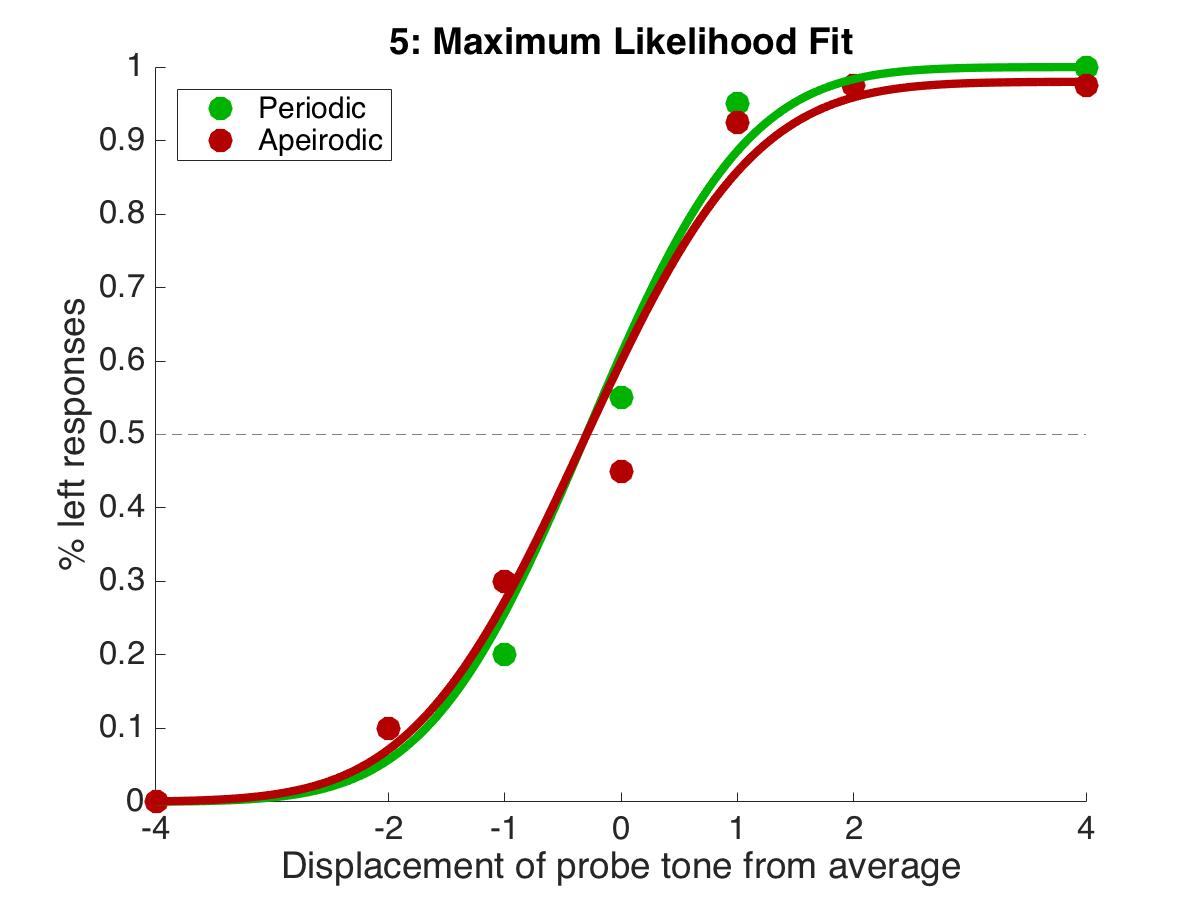 5: Maximum Likelihood Fit
1
Periodic
Apeirodic
0.9
0.8
0.7
0.6
0.5
0.4
0.3
0.2
0.1
0
% left responses
-4 -2 -1 0 1 2 4
Displacement of probe tone from average